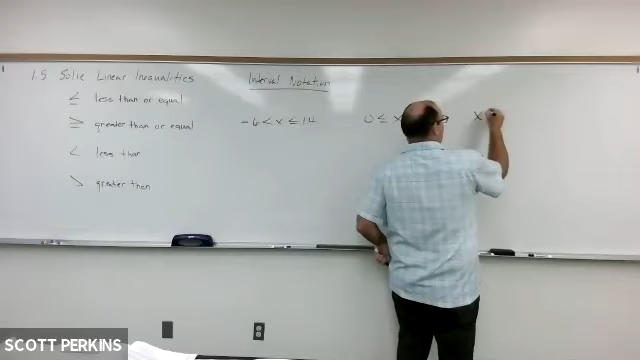 1.5 Solve Linear Inequalities
≤ less than or equal
≥ greater than or equal
< less than
> greater than
Interval Notation
-6 < x ≤ 14
0 ≤ x
x
SCOTT PERKINS